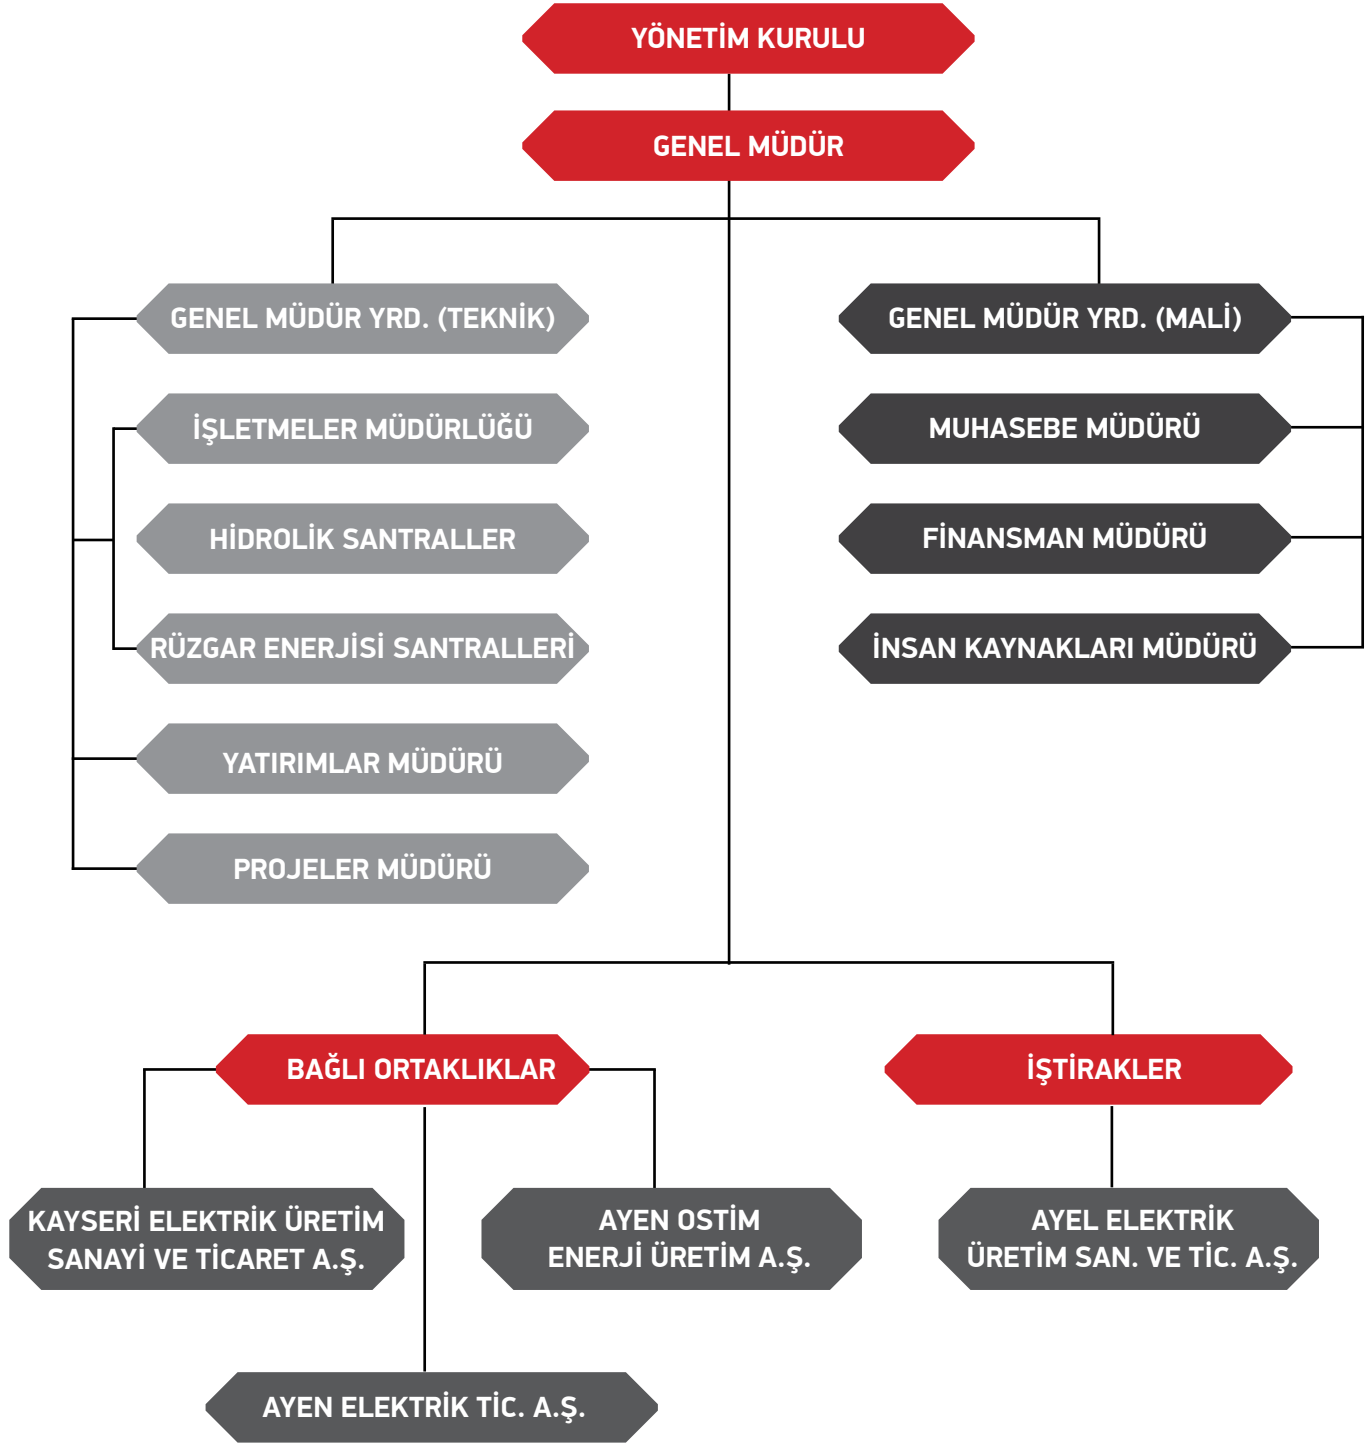 YÖNETİM KURULU
GENEL MÜDÜR
GENEL MÜDÜR YRD. (TEKNİK)
İŞLETMELER MÜDÜRLÜĞÜ
HİDROLİK SANTRALLER
RÜZGAR ENERJİSİ SANTRALLERİ
YATIRIMLAR MÜDÜRÜ
PROJELER MÜDÜRÜ
GENEL MÜDÜR YRD. (MALİ)
MUHASEBE MÜDÜRÜ
FİNANSMAN MÜDÜRÜ
İNSAN KAYNAKLARI MÜDÜRÜ
BAĞLI ORTAKLIKLAR
KAYSERİ ELEKTRİK ÜRETİM
SANAYİ VE TİCARET A.Ş.
AYEN OSTİM
ENERJİ ÜRETİM A.Ş.
AYEN ELEKTRİK TİC. A.Ş.
İŞTİRAKLER
AYEL ELEKTRİK
ÜRETİM SAN. VE TİC. A.Ş.